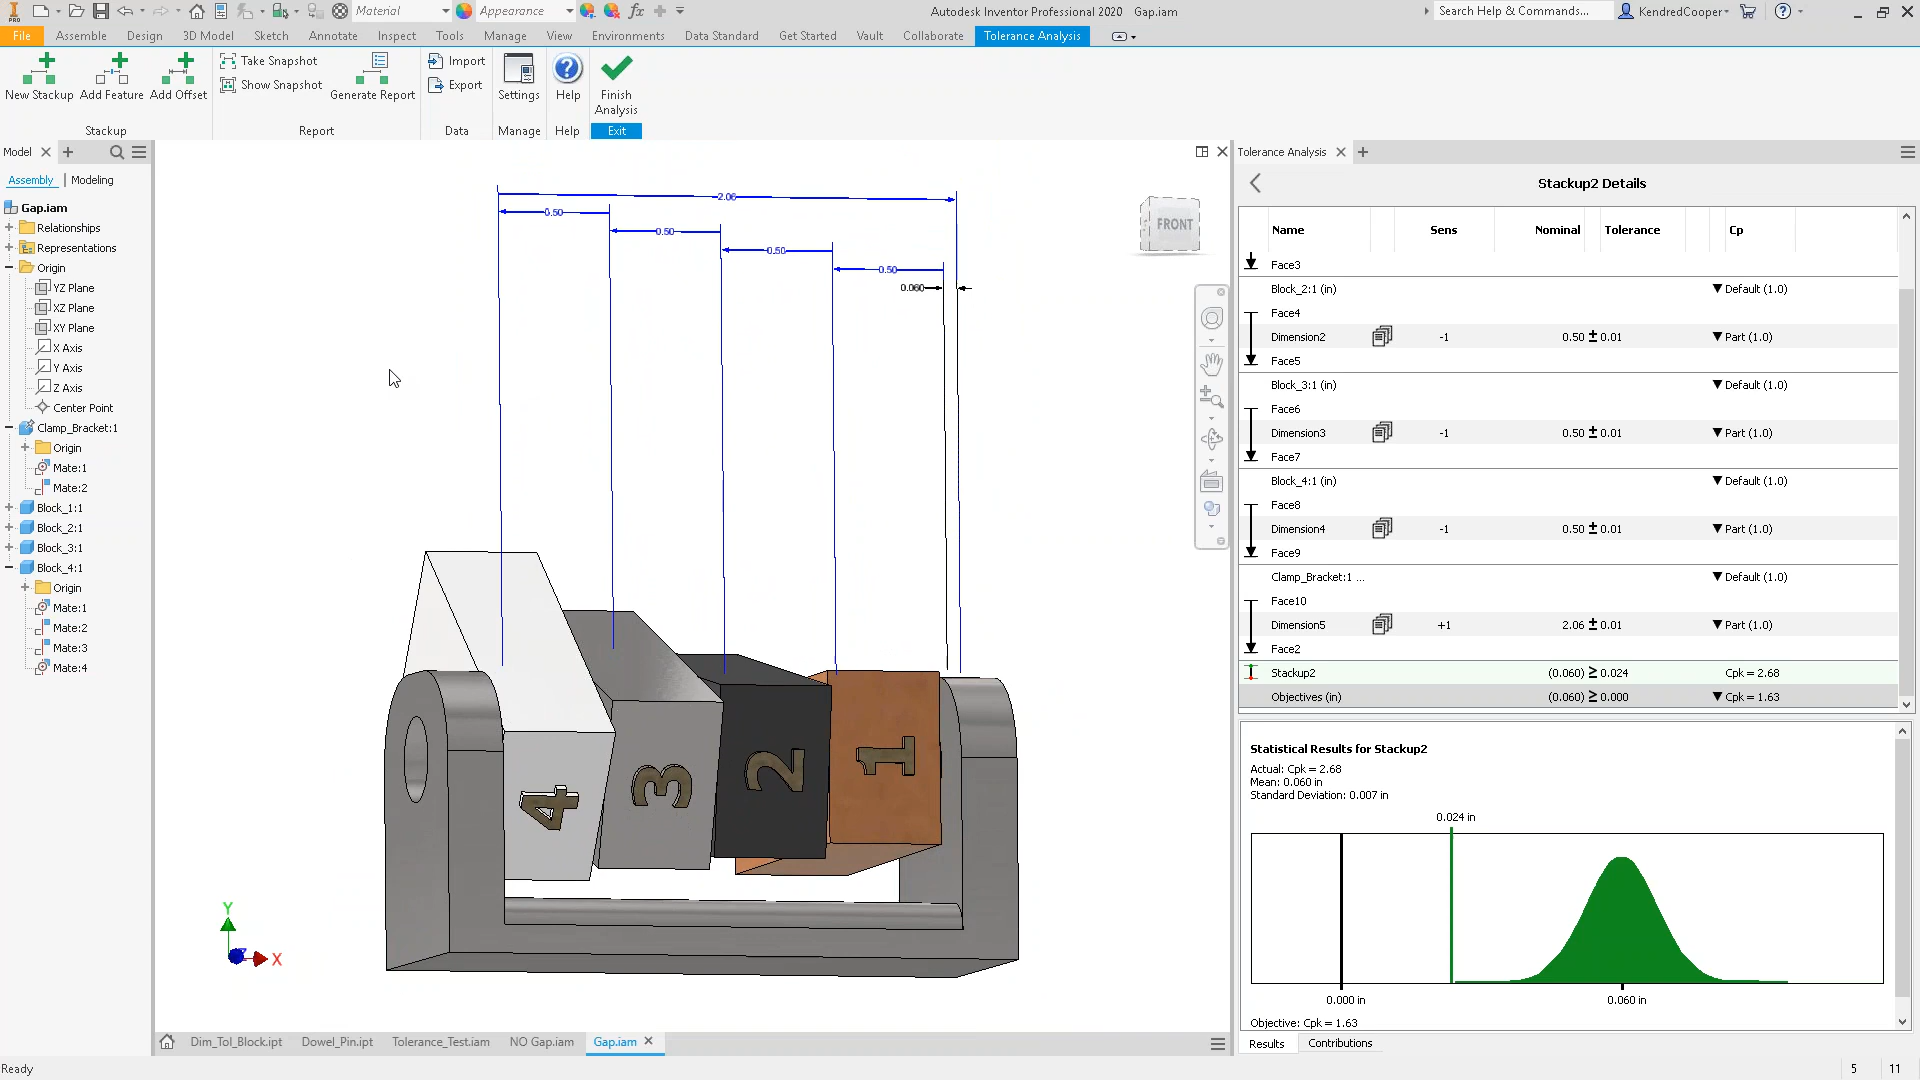 PRO
Material
Appearance
fx
Autodesk Inventor Professional 2020 Gap.iam
Search Help & Commands...
KendredCooper
File
Assemble
Design
3D Model
Sketch
Annotate
Inspect
Tools
Manage
View
Environments
Data Standard
Get Started
Vault
Collaborate
Tolerance Analysis
New Stackup
Add Feature
Add Offset
Stackup
Take Snapshot
Show Snapshot
Generate Report
Report
Import
Export
Data
Settings
Manage
Help
Help
Finish
Analysis
Exit
Model
Assembly | Modeling
Gap.iam
Relationships
Representations
Origin
YZ Plane
XZ Plane
XY Plane
X Axis
Y Axis
Z Axis
Center Point
Clamp_Bracket:1
Origin
Mate:1
Mate:2
Block_1:1
Block_2:1
Block_3:1
Block_4:1
Origin
Mate:1
Mate:2
Mate:3
Mate:4
2.06
0.50
0.50
0.50
0.50
0.060
FRONT
4
3
2
1
Y
X
Dim_Tol_Block.ipt
Dowel_Pin.ipt
Tolerance_Test.iam
NO Gap.iam
Gap.iam
Tolerance Analysis
Stackup2 Details
Name Sens Nominal Tolerance Cp
Face3
Block_2:1 (in) Default (1.0)
Face4
Dimension2 -1 0.50 ± 0.01 Part (1.0)
Face5
Block_3:1 (in) Default (1.0)
Face6
Dimension3 -1 0.50 ± 0.01 Part (1.0)
Face7
Block_4:1 (in) Default (1.0)
Face8
Dimension4 -1 0.50 ± 0.01 Part (1.0)
Face9
Clamp_Bracket:1 ... Default (1.0)
Face10
Dimension5 +1 2.06 ± 0.01 Part (1.0)
Face2
Stackup2 (0.060) ≥ 0.024 Cpk = 2.68
Objectives (in) (0.060) ≥ 0.000 Cpk = 1.63
Statistical Results for Stackup2
Actual: Cpk = 2.68
Mean: 0.060 in
Standard Deviation: 0.007 in
0.024 in
0.000 in
0.060 in
Objective: Cpk = 1.63
Results
Contributions
Ready
5
11